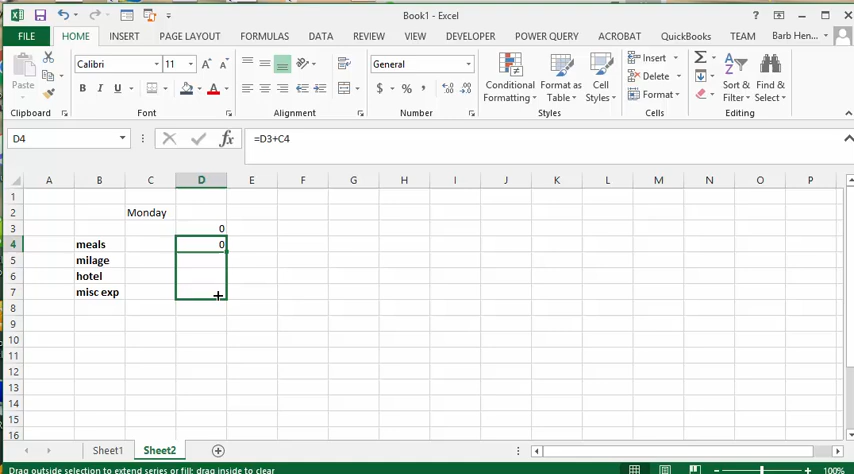 Book1 - Excel
FILE HOME INSERT PAGE LAYOUT FORMULAS DATA REVIEW VIEW DEVELOPER POWER QUERY ACROBAT QuickBooks Barb Hen...
Calibri 11 General Insert
Delete
Format
Paste
B I U A A A $ % ,
Conditional Formatting Format as Table Cell Styles Sort & Filter Find & Select
Clipboard Font Alignment Number Styles Cells Editing
D4 fx =D3+C4
A B C D E F G H I J K L M N O P
1
2 Monday
3 0
4 meals 0
5 milage
6 hotel
7 misc exp
8
9
10
11
12
13
14
15
16
Sheet1 Sheet2
Drag outside selection to extend series or fill; drag inside to clear 100%